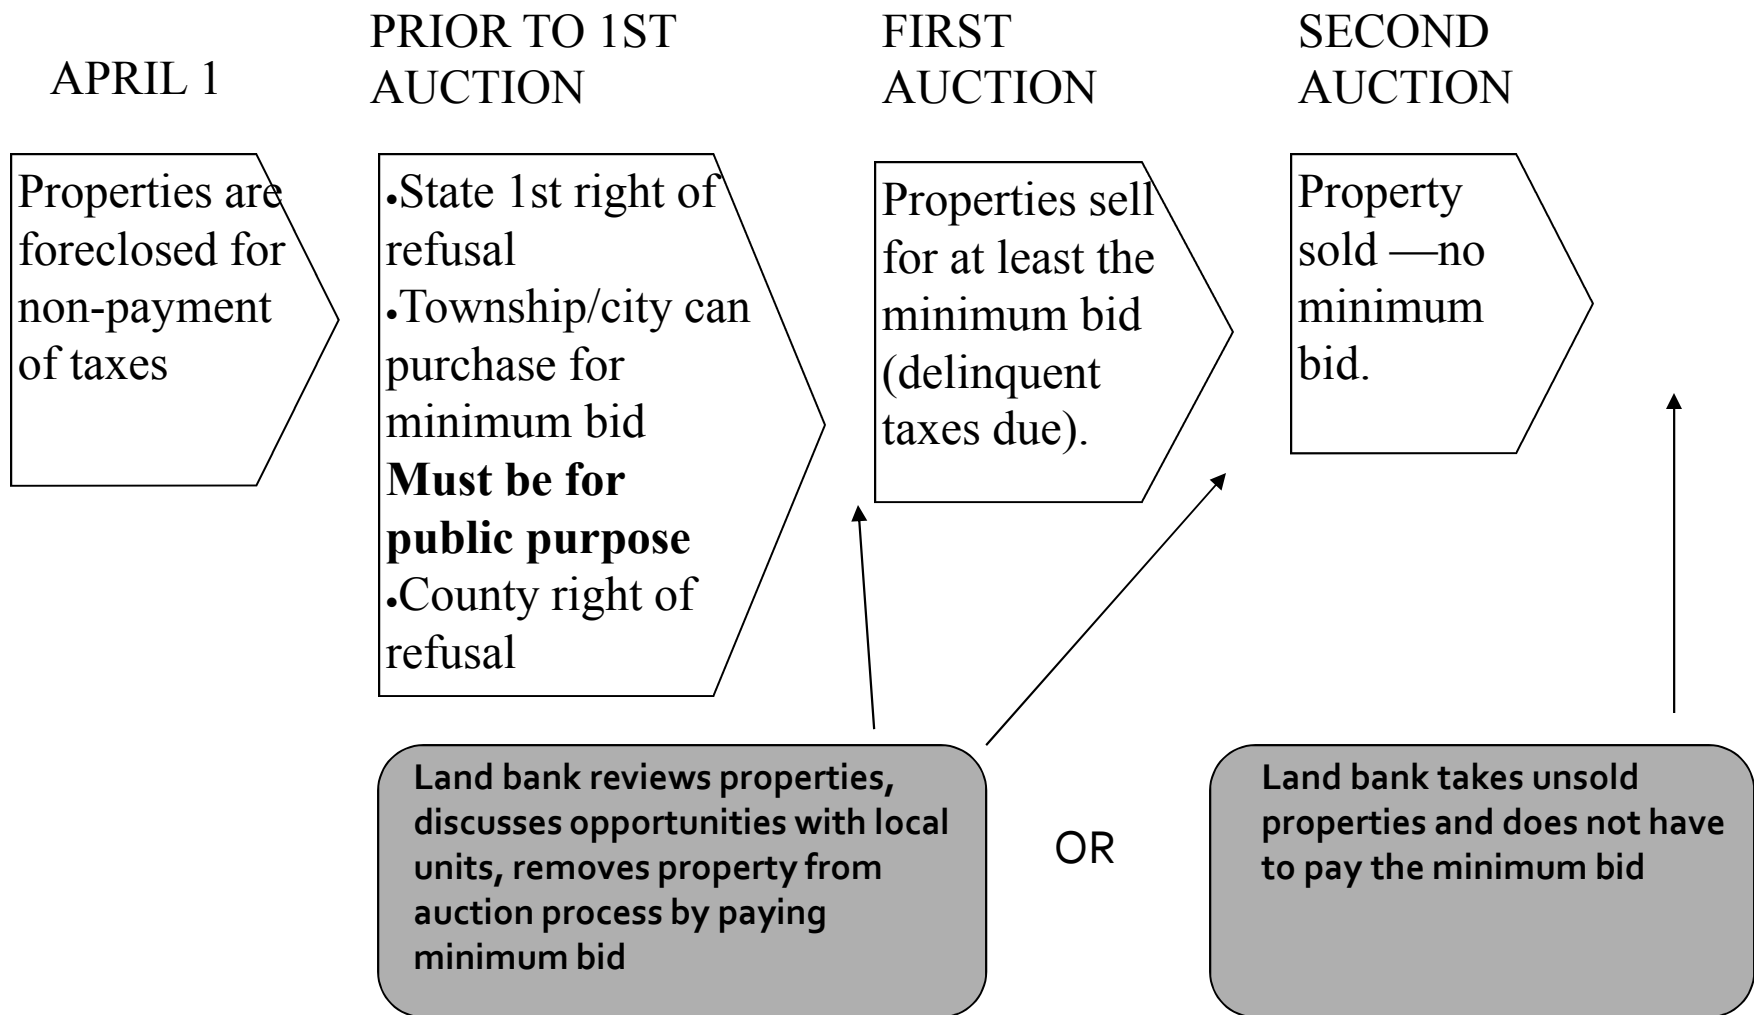 APRIL 1
PRIOR TO 1ST
AUCTION
FIRST
AUCTION
SECOND
AUCTION
Properties are
foreclosed for
non-payment
of taxes
•State 1st right of
refusal
•Township/city can
purchase for
minimum bid
Must be for
public purpose
•County right of
refusal
Properties sell
for at least the
minimum bid
(delinquent
taxes due).
Property
sold —no
minimum
bid.
Land bank reviews properties,
discusses opportunities with local
units, removes property from
auction process by paying
minimum bid
OR
Land bank takes unsold
properties and does not have
to pay the minimum bid